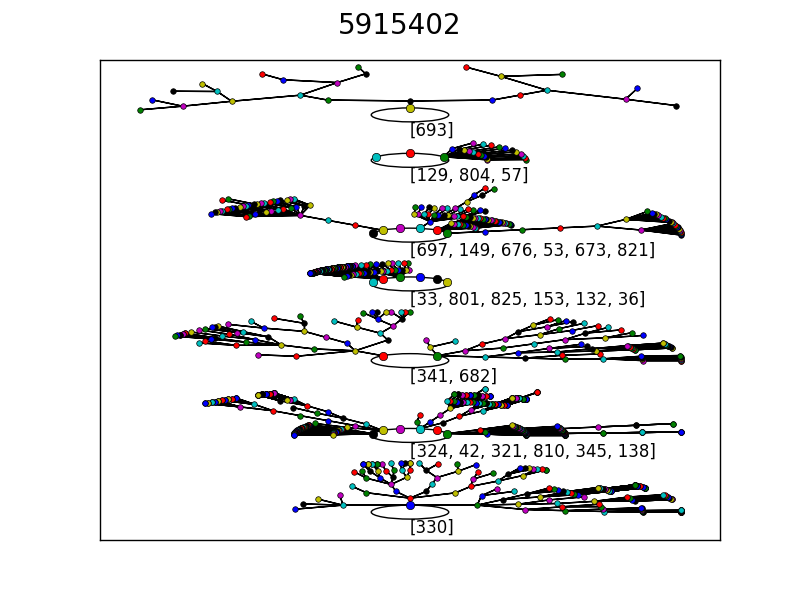 5915402
[693]
[129, 804, 57]
[697, 149, 676, 53, 673, 821]
[33, 801, 825, 153, 132, 36]
[341, 682]
[324, 42, 321, 810, 345, 138]
[330]